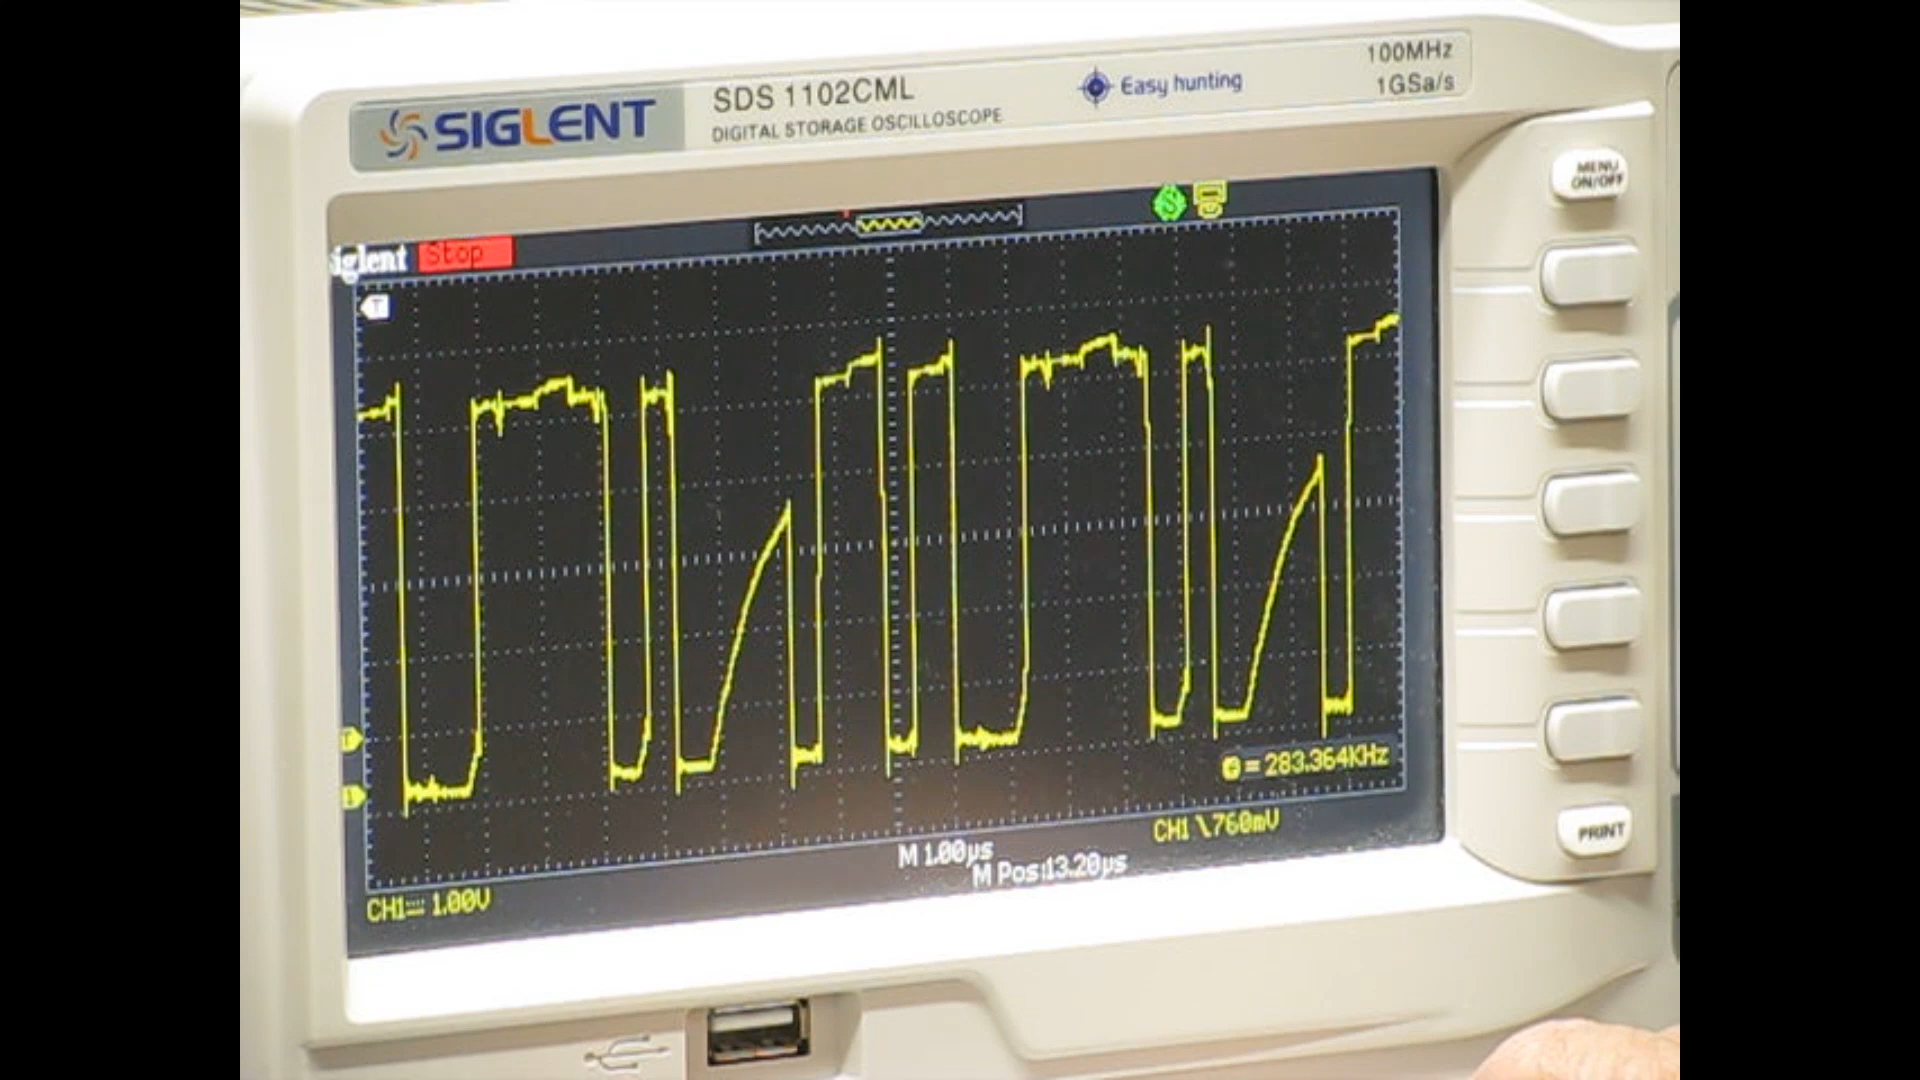 SIGLENT
SDS 1102CML
DIGITAL STORAGE OSCILLOSCOPE
Easy hunting
100MHz
1GSa/s
MENU
ON/OFF
iglent Stop
T
= 283.364KHz
CH1 \ 760mV
M 1.00µs
M Pos:13.20µs
CH1 1.00V
PRINT